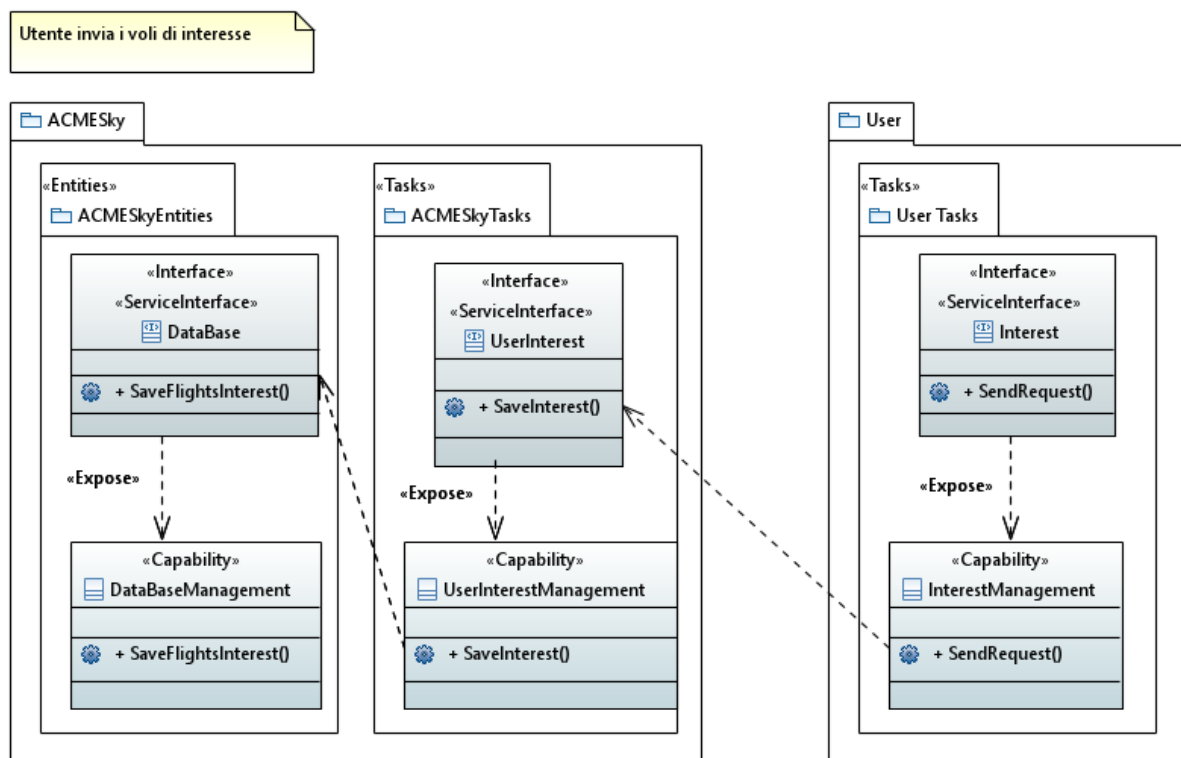 Utente invia i voli di interesse
ACMESky
«Entities»
ACMESkyEntities
«Interface»
«ServiceInterface»
DataBase
+ SaveFlightsInterest()
«Expose»
«Capability»
DataBaseManagement
+ SaveFlightsInterest()
«Tasks»
ACMESkyTasks
«Interface»
«ServiceInterface»
UserInterest
+ SaveInterest()
«Expose»
«Capability»
UserInterestManagement
+ SaveInterest()
User
«Tasks»
User Tasks
«Interface»
«ServiceInterface»
Interest
+ SendRequest()
«Expose»
«Capability»
InterestManagement
+ SendRequest()